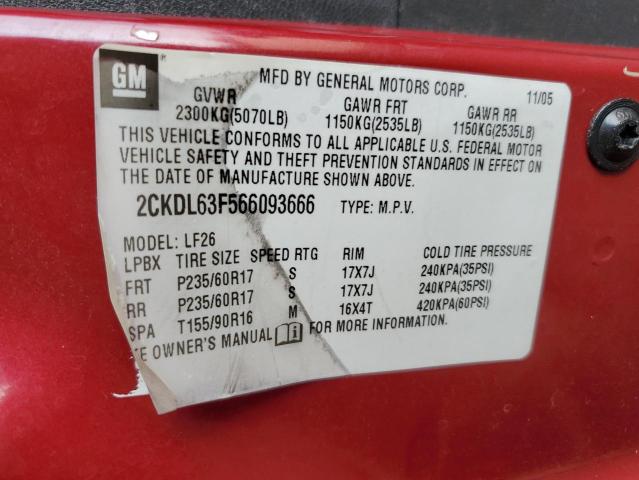 GM
MFD BY GENERAL MOTORS CORP. 11/05
GVWR GAWR FRT GAWR RR
2300KG(5070LB) 1150KG(2535LB) 1150KG(2535LB)
THIS VEHICLE CONFORMS TO ALL APPLICABLE U.S. FEDERAL MOTOR
VEHICLE SAFETY AND THEFT PREVENTION STANDARDS IN EFFECT ON
THE DATE OF MANUFACTURE SHOWN ABOVE.
2CKDL63F566093666 TYPE: M.P.V.
MODEL: LF26
LPBX TIRE SIZE SPEED RTG RIM COLD TIRE PRESSURE
FRT P235/60R17 S 17X7J 240KPA(35PSI)
RR P235/60R17 S 17X7J 240KPA(35PSI)
SPA T155/90R16 M 16X4T 420KPA(60PSI)
OWNER'S MANUAL i FOR MORE INFORMATION.